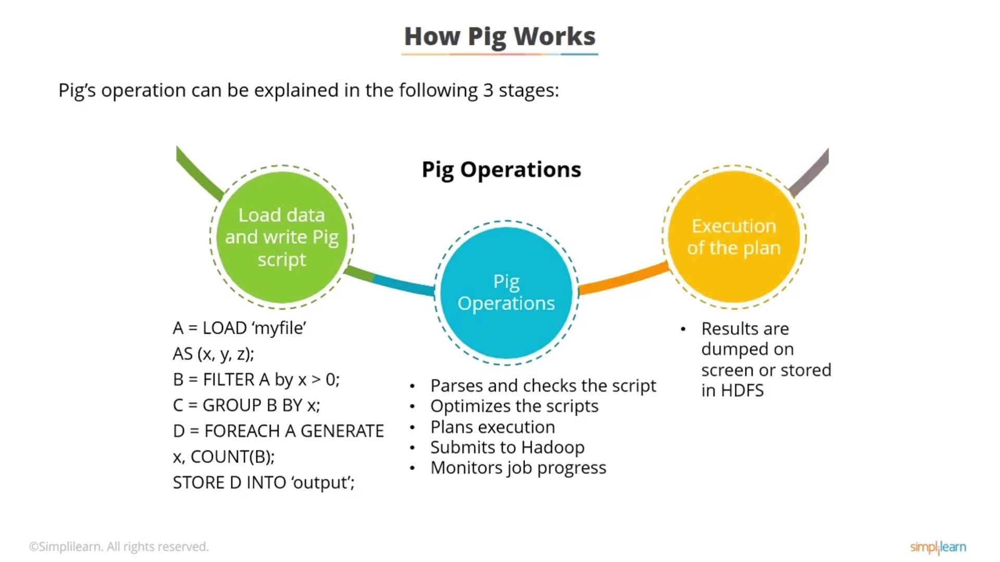 How Pig Works
Pig’s operation can be explained in the following 3 stages:
Pig Operations
Load data
and write Pig
script
A = LOAD ‘myfile’
AS (x, y, z);
B = FILTER A by x > 0;
C = GROUP B BY x;
D = FOREACH A GENERATE
x, COUNT(B);
STORE D INTO ‘output’;
Pig
Operations
• Parses and checks the script
• Optimizes the scripts
• Plans execution
• Submits to Hadoop
• Monitors job progress
Execution
of the plan
• Results are
dumped on
screen or stored
in HDFS
©Simplilearn. All rights reserved.
simplilearn